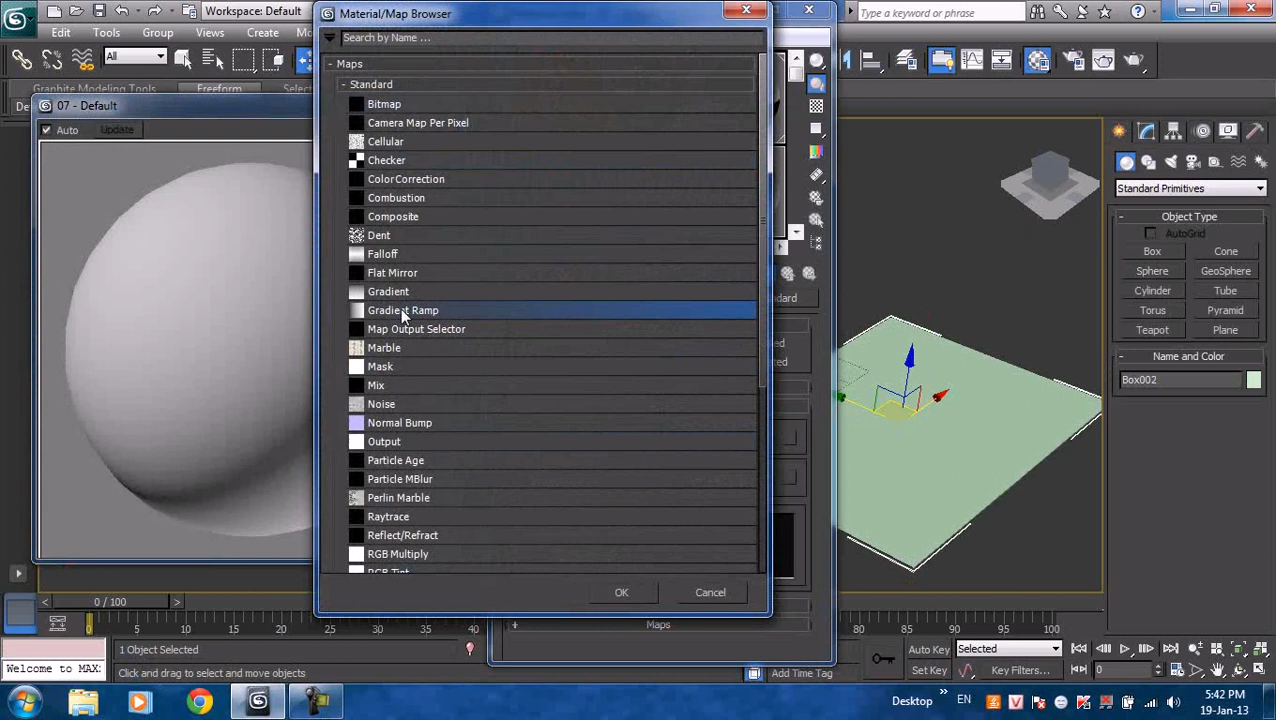 Workspace: Default
Material/Map Browser
Type a keyword or phrase
Edit
Tools
Group
Views
Create
Search by Name ...
All
Maps
Standard
Graphite Modeling Tools
Freeform
07 - Default
Auto
Update
Bitmap
Camera Map Per Pixel
Cellular
Checker
Color Correction
Combustion
Composite
Dent
Falloff
Flat Mirror
Gradient
Gradient Ramp
Map Output Selector
Marble
Mask
Mix
Noise
Normal Bump
Output
Particle Age
Particle MBlur
Perlin Marble
Raytrace
Reflect/Refract
RGB Multiply
RGB Tint
OK
Cancel
Maps
Standard Primitives
Object Type
AutoGrid
Box
Cone
Sphere
GeoSphere
Cylinder
Tube
Torus
Pyramid
Teapot
Plane
Name and Color
Box002
0 / 100
0 5 10 15 20 25 30 35 40
85 90 95 100
1 Object Selected
Welcome to MAX
Click and drag to select and move objects
Add Time Tag
Auto Key
Selected
Set Key
Key Filters...
0
Desktop
EN
5:42 PM
19-Jan-13